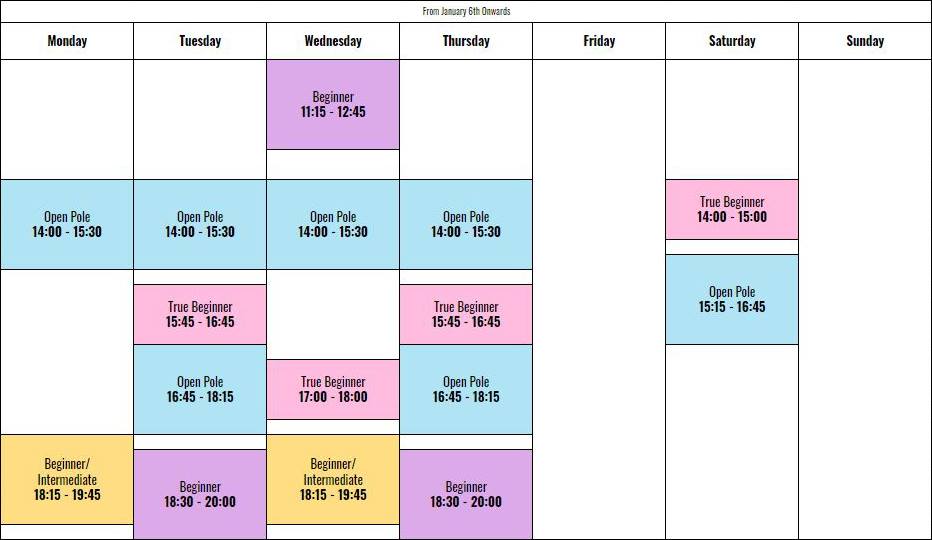 From January 6th Onwards
Monday Tuesday Wednesday Thursday Friday Saturday Sunday
Beginner
11:15 - 12:45
Open Pole
14:00 - 15:30
Open Pole
14:00 - 15:30
Open Pole
14:00 - 15:30
Open Pole
14:00 - 15:30
True Beginner
14:00 - 15:00
Open Pole
15:15 - 16:45
True Beginner
15:45 - 16:45
True Beginner
15:45 - 16:45
Open Pole
16:45 - 18:15
True Beginner
17:00 - 18:00
Open Pole
16:45 - 18:15
Beginner/
Intermediate
18:15 - 19:45
Beginner
18:30 - 20:00
Beginner/
Intermediate
18:15 - 19:45
Beginner
18:30 - 20:00